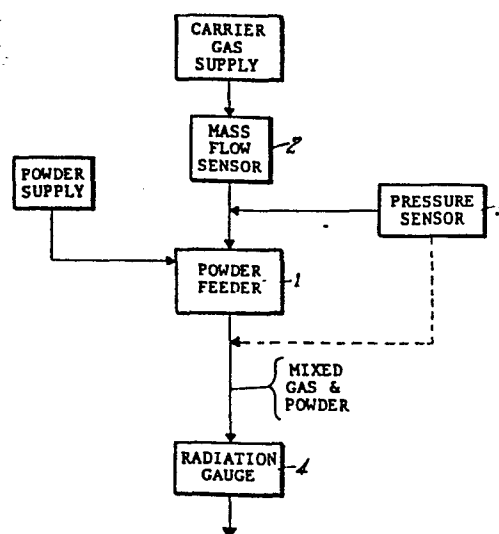 CARRIER
GAS
SUPPLY
MASS
FLOW
SENSOR
2
POWDER
SUPPLY
PRESSURE
SENSOR
POWDER
FEEDER
1
MIXED
GAS &
POWDER
RADIATION
GAUGE
4